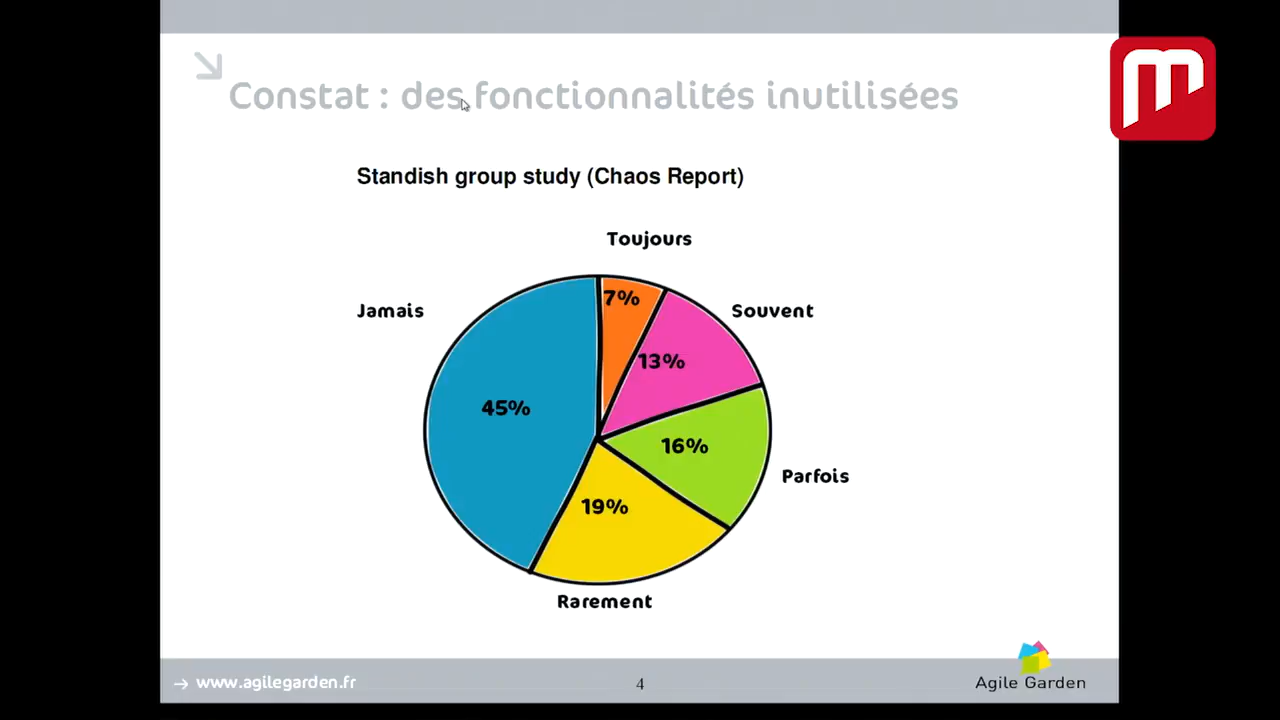 Constat : des fonctionnalités inutilisées
Standish group study (Chaos Report)
Toujours
Jamais
7%
Souvent
13%
45%
16%
Parfois
19%
Rarement
→ www.agilegarden.fr
4
Agile Garden